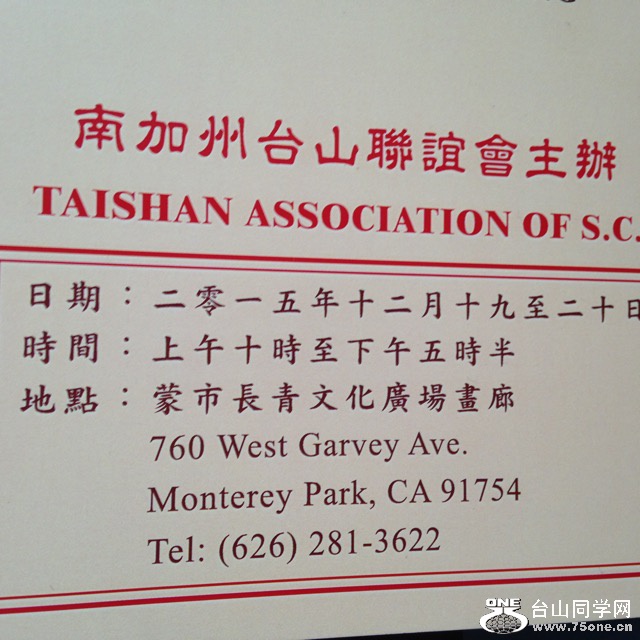 南加州台山聯誼會主辦
TAISHAN ASSOCIATION OF S.C.
日期：二零一五年十二月十九至二十日
時間：上午十時至下午五時半
地點：蒙市長青文化廣場畫廊
760 West Garvey Ave.
Monterey Park, CA 91754
Tel: (626) 281-3622
ONE 台山同学网
www.75one.cn